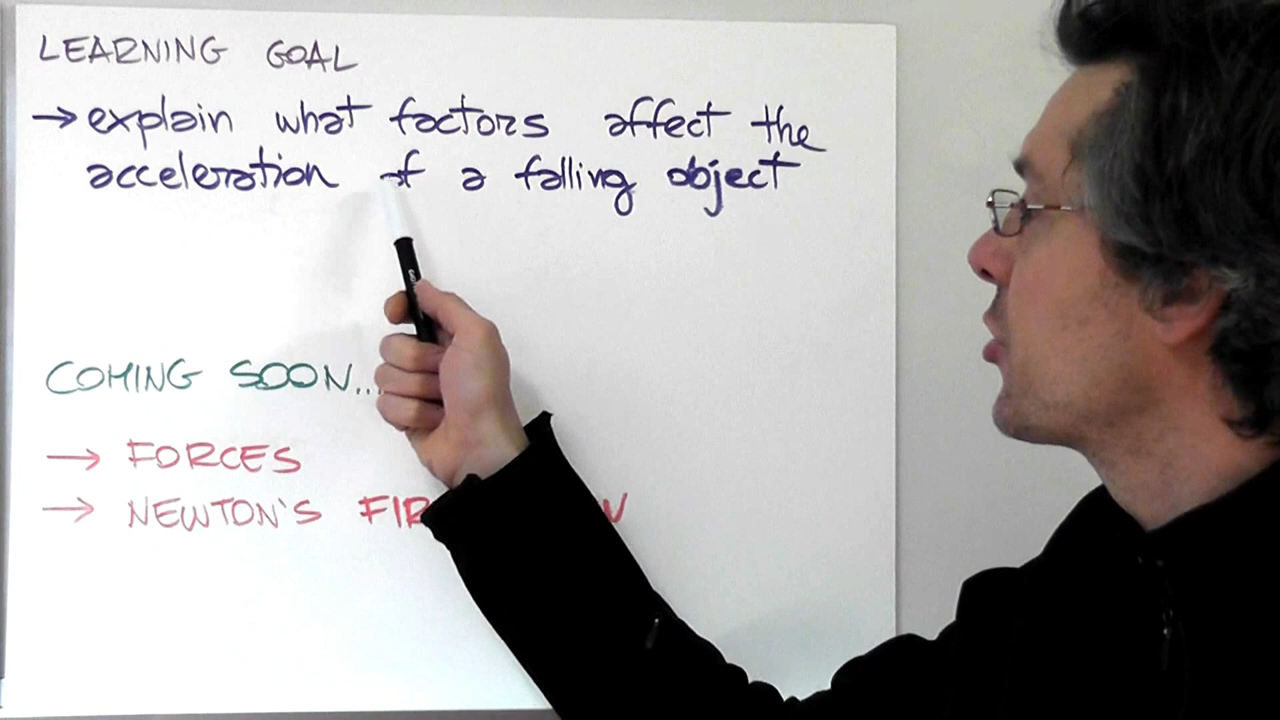 LEARNING GOAL
→ explain what factors affect the
acceleration of a falling object
COMING SOON...
→ FORCES
→ NEWTON'S